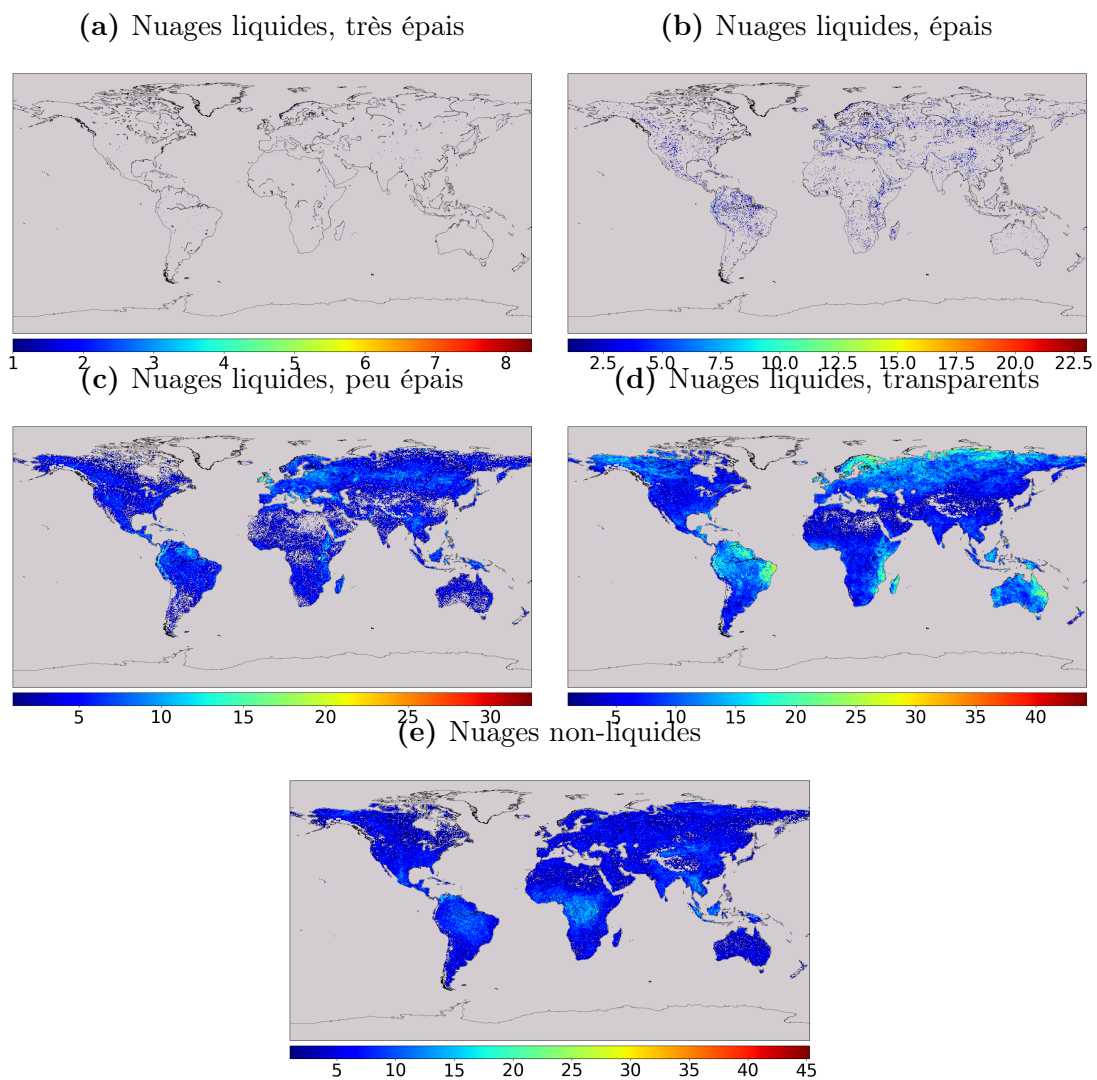 (a) Nuages liquides, très épais
(b) Nuages liquides, épais
1 2 3 4 5 6 7 8
2.5 5.0 7.5 10.0 12.5 15.0 17.5 20.0 22.5
(c) Nuages liquides, peu épais
(d) Nuages liquides, transparents
5 10 15 20 25 30
5 10 15 20 25 30 35 40
(e) Nuages non-liquides
5 10 15 20 25 30 35 40 45